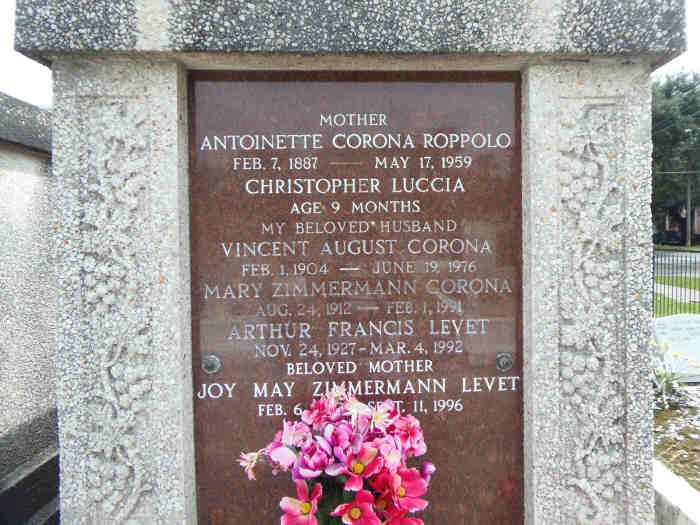 MOTHER
ANTOINETTE CORONA ROPPOLO
FEB. 7, 1887 — MAY 17, 1959
CHRISTOPHER LUCCIA
AGE 9 MONTHS
MY BELOVED HUSBAND
VINCENT AUGUST CORONA
FEB. 1, 1904 — JUNE 19, 1976
MARY ZIMMERMANN CORONA
AUG. 24, 1912 — FEB. 1, 1991
ARTHUR FRANCIS LEVET
NOV. 24, 1927 - MAR. 4, 1992
BELOVED MOTHER
JOY MAY ZIMMERMANN LEVET
FEB. 6 SEPT. 11, 1996